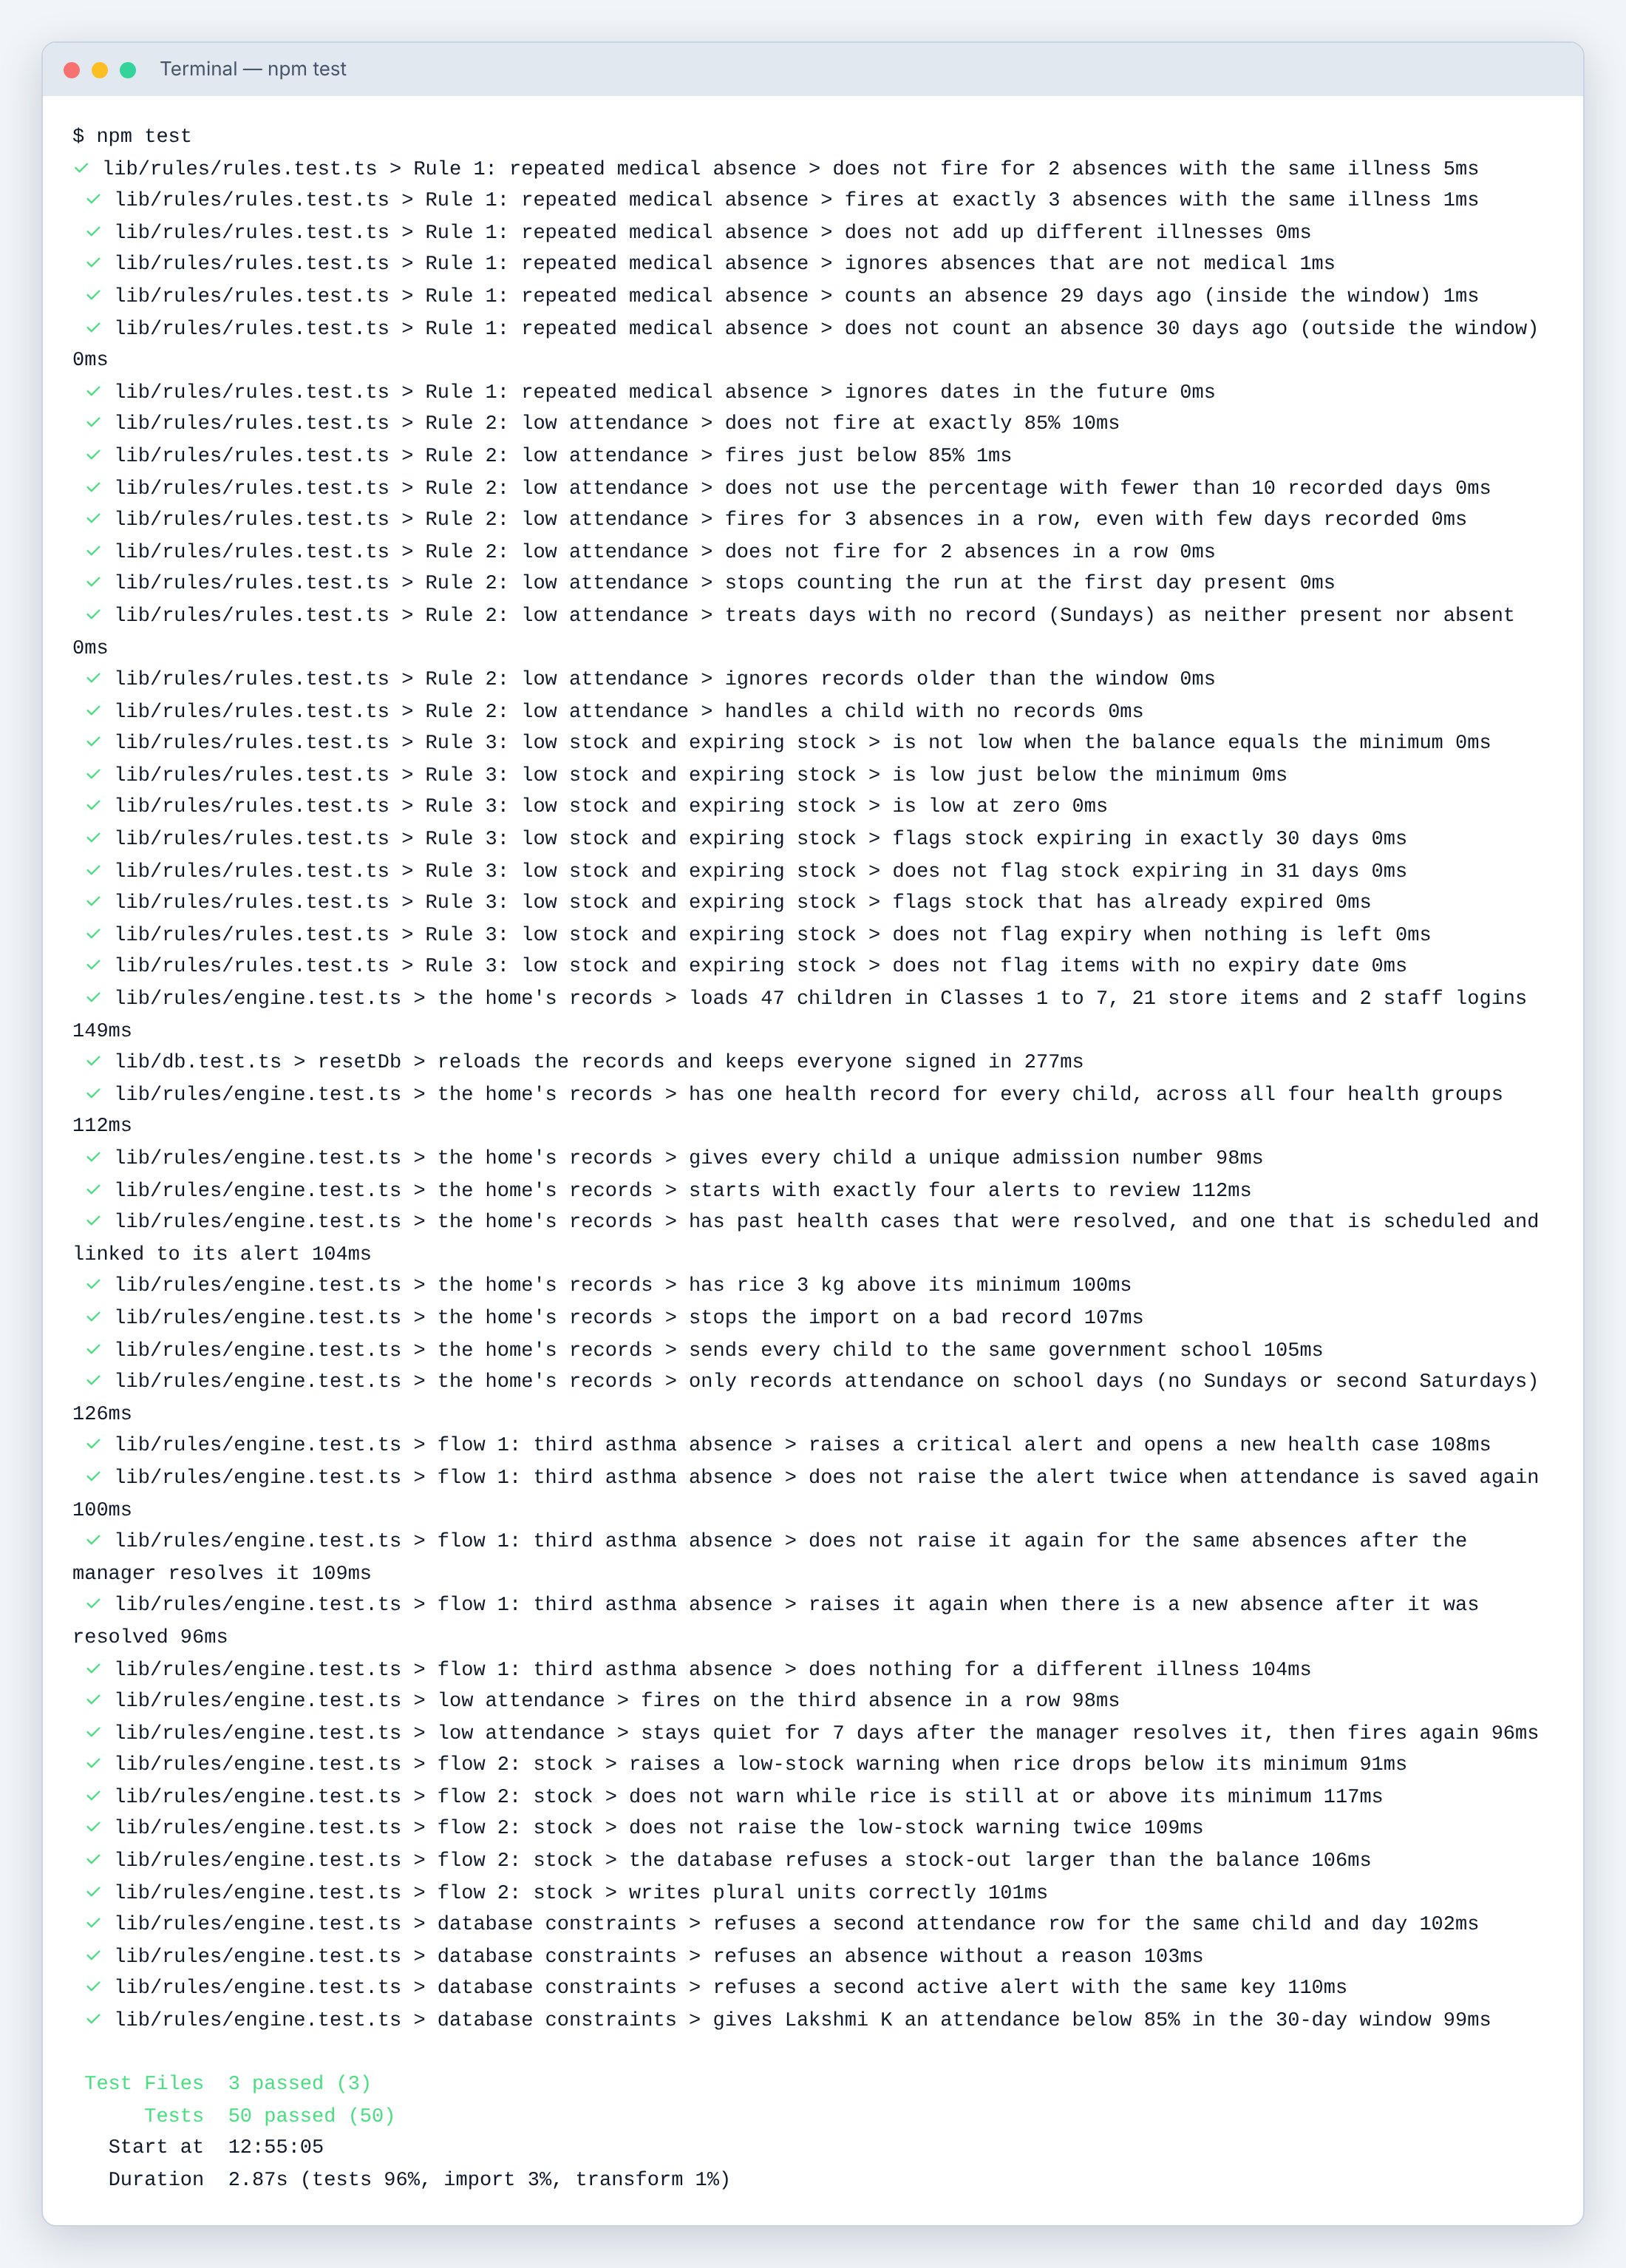 Terminal — npm test
$ npm test
✓ lib/rules/rules.test.ts > Rule 1: repeated medical absence > does not fire for 2 absences with the same illness 5ms
✓ lib/rules/rules.test.ts > Rule 1: repeated medical absence > fires at exactly 3 absences with the same illness 1ms
✓ lib/rules/rules.test.ts > Rule 1: repeated medical absence > does not add up different illnesses 0ms
✓ lib/rules/rules.test.ts > Rule 1: repeated medical absence > ignores absences that are not medical 1ms
✓ lib/rules/rules.test.ts > Rule 1: repeated medical absence > counts an absence 29 days ago (inside the window) 1ms
✓ lib/rules/rules.test.ts > Rule 1: repeated medical absence > does not count an absence 30 days ago (outside the window)
0ms
✓ lib/rules/rules.test.ts > Rule 1: repeated medical absence > ignores dates in the future 0ms
✓ lib/rules/rules.test.ts > Rule 2: low attendance > does not fire at exactly 85% 10ms
✓ lib/rules/rules.test.ts > Rule 2: low attendance > fires just below 85% 1ms
✓ lib/rules/rules.test.ts > Rule 2: low attendance > does not use the percentage with fewer than 10 recorded days 0ms
✓ lib/rules/rules.test.ts > Rule 2: low attendance > fires for 3 absences in a row, even with few days recorded 0ms
✓ lib/rules/rules.test.ts > Rule 2: low attendance > does not fire for 2 absences in a row 0ms
✓ lib/rules/rules.test.ts > Rule 2: low attendance > stops counting the run at the first day present 0ms
✓ lib/rules/rules.test.ts > Rule 2: low attendance > treats days with no record (Sundays) as neither present nor absent
0ms
✓ lib/rules/rules.test.ts > Rule 2: low attendance > ignores records older than the window 0ms
✓ lib/rules/rules.test.ts > Rule 2: low attendance > handles a child with no records 0ms
✓ lib/rules/rules.test.ts > Rule 3: low stock and expiring stock > is not low when the balance equals the minimum 0ms
✓ lib/rules/rules.test.ts > Rule 3: low stock and expiring stock > is low just below the minimum 0ms
✓ lib/rules/rules.test.ts > Rule 3: low stock and expiring stock > is low at zero 0ms
✓ lib/rules/rules.test.ts > Rule 3: low stock and expiring stock > flags stock expiring in exactly 30 days 0ms
✓ lib/rules/rules.test.ts > Rule 3: low stock and expiring stock > does not flag stock expiring in 31 days 0ms
✓ lib/rules/rules.test.ts > Rule 3: low stock and expiring stock > flags stock that has already expired 0ms
✓ lib/rules/rules.test.ts > Rule 3: low stock and expiring stock > does not flag expiry when nothing is left 0ms
✓ lib/rules/rules.test.ts > Rule 3: low stock and expiring stock > does not flag items with no expiry date 0ms
✓ lib/rules/engine.test.ts > the home's records > loads 47 children in Classes 1 to 7, 21 store items and 2 staff logins
149ms
✓ lib/db.test.ts > resetDb > reloads the records and keeps everyone signed in 277ms
✓ lib/rules/engine.test.ts > the home's records > has one health record for every child, across all four health groups
112ms
✓ lib/rules/engine.test.ts > the home's records > gives every child a unique admission number 98ms
✓ lib/rules/engine.test.ts > the home's records > starts with exactly four alerts to review 112ms
✓ lib/rules/engine.test.ts > the home's records > has past health cases that were resolved, and one that is scheduled and
linked to its alert 104ms
✓ lib/rules/engine.test.ts > the home's records > has rice 3 kg above its minimum 100ms
✓ lib/rules/engine.test.ts > the home's records > stops the import on a bad record 107ms
✓ lib/rules/engine.test.ts > the home's records > sends every child to the same government school 105ms
✓ lib/rules/engine.test.ts > the home's records > only records attendance on school days (no Sundays or second Saturdays)
126ms
✓ lib/rules/engine.test.ts > flow 1: third asthma absence > raises a critical alert and opens a new health case 108ms
✓ lib/rules/engine.test.ts > flow 1: third asthma absence > does not raise the alert twice when attendance is saved again
100ms
✓ lib/rules/engine.test.ts > flow 1: third asthma absence > does not raise it again for the same absences after the
manager resolves it 109ms
✓ lib/rules/engine.test.ts > flow 1: third asthma absence > raises it again when there is a new absence after it was
resolved 96ms
✓ lib/rules/engine.test.ts > flow 1: third asthma absence > does nothing for a different illness 104ms
✓ lib/rules/engine.test.ts > low attendance > fires on the third absence in a row 98ms
✓ lib/rules/engine.test.ts > low attendance > stays quiet for 7 days after the manager resolves it, then fires again 96ms
✓ lib/rules/engine.test.ts > flow 2: stock > raises a low-stock warning when rice drops below its minimum 91ms
✓ lib/rules/engine.test.ts > flow 2: stock > does not warn while rice is still at or above its minimum 117ms
✓ lib/rules/engine.test.ts > flow 2: stock > does not raise the low-stock warning twice 109ms
✓ lib/rules/engine.test.ts > flow 2: stock > the database refuses a stock-out larger than the balance 106ms
✓ lib/rules/engine.test.ts > flow 2: stock > writes plural units correctly 101ms
✓ lib/rules/engine.test.ts > database constraints > refuses a second attendance row for the same child and day 102ms
✓ lib/rules/engine.test.ts > database constraints > refuses an absence without a reason 103ms
✓ lib/rules/engine.test.ts > database constraints > refuses a second active alert with the same key 110ms
✓ lib/rules/engine.test.ts > database constraints > gives Lakshmi K an attendance below 85% in the 30-day window 99ms
Test Files  3 passed (3)
Tests  50 passed (50)
Start at  12:55:05
Duration  2.87s (tests 96%, import 3%, transform 1%)